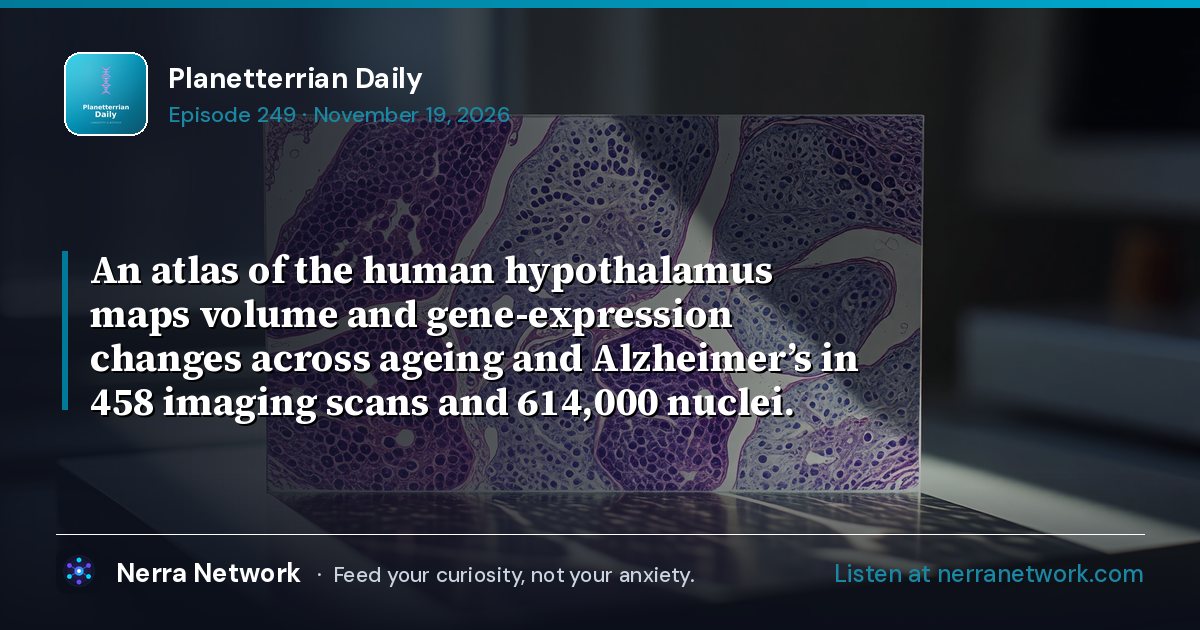 Planetterrian Daily
Episode 249 · November 19, 2026
Planetterrian
Daily
An atlas of the human hypothalamus
maps volume and gene-expression
changes across ageing and Alzheimer’s in
458 imaging scans and 614,000 nuclei.
Nerra Network · Feed your curiosity, not your anxiety.
Listen at nerranetwork.com